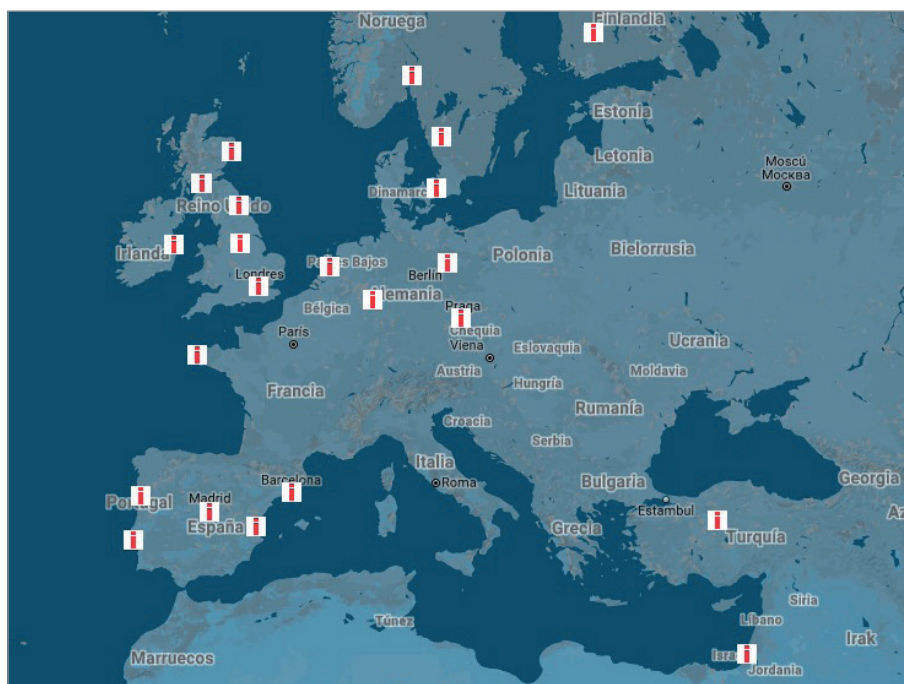 Noruega
Finlandia
Estonia
Letonia
Moscú
Москва
Lituania
Dinamarca
Reino Unido
Irlanda
Bielorrusia
Polonia
Países Bajos
Londres
Berlín
Alemania
Bélgica
Praga
Chequia
París
Viena
Eslovaquia
Ucrania
Austria
Moldavia
Hungría
Francia
Rumanía
Croacia
Serbia
Italia
Georgia
Barcelona
Roma
Bulgaria
Portugal
Madrid
Estambul
España
Grecia
Turquía
Siria
Túnez
Líbano
Irak
Marruecos
Jordania